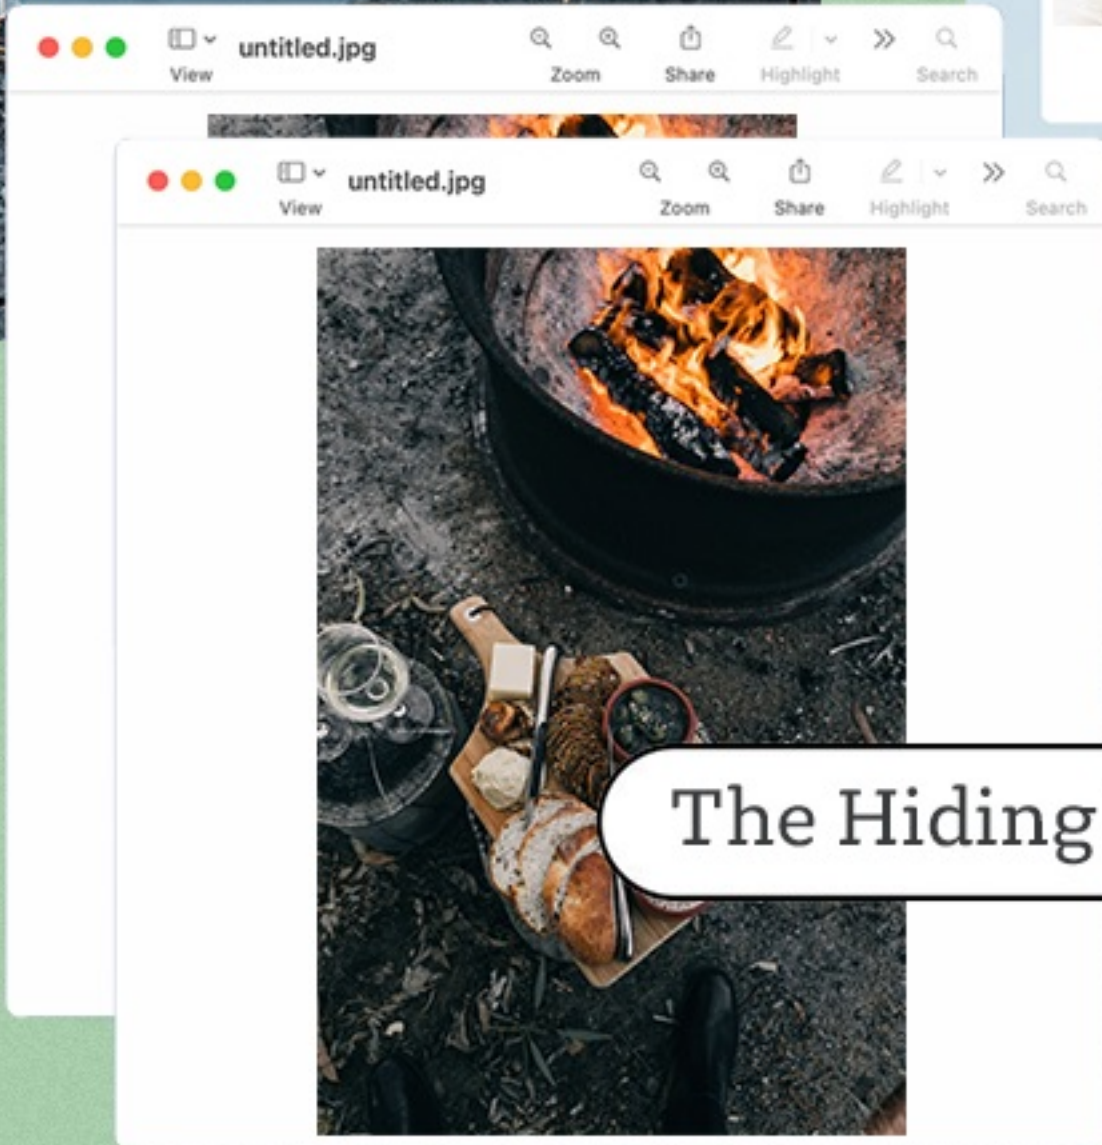 untitled.jpg
View
Zoom
Share
Highlight
Search
untitled.jpg
View
Zoom
Share
Highlight
Search
The Hiding